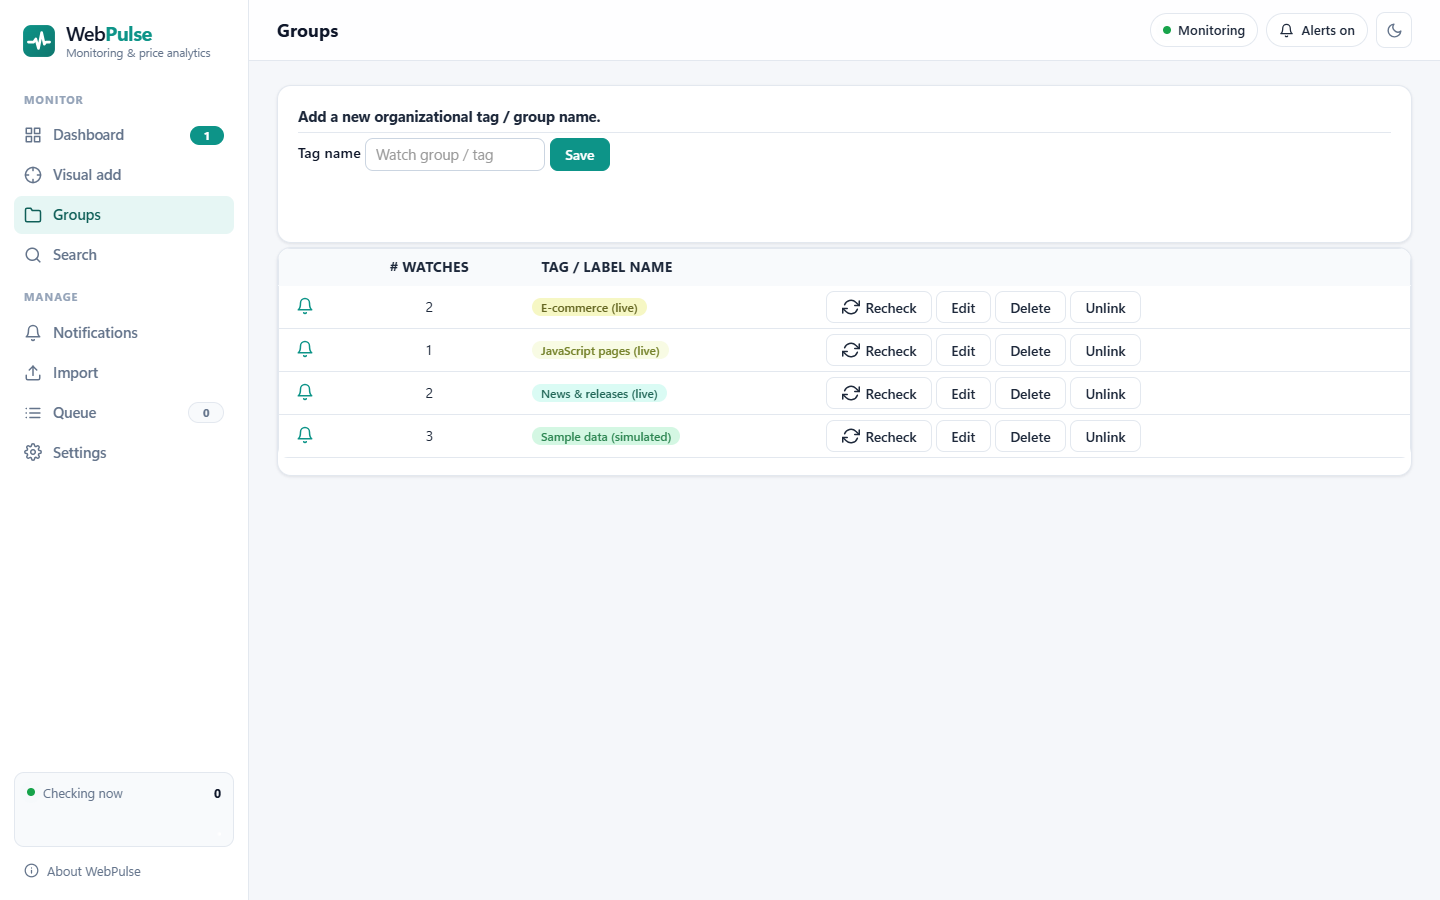 WebPulse
Monitoring & price analytics
MONITOR
Dashboard 1
Visual add
Groups
Search
MANAGE
Notifications
Import
Queue 0
Settings
Checking now 0
About WebPulse
Groups
Monitoring
Alerts on
Add a new organizational tag / group name.
Tag name Watch group / tag Save
# WATCHES TAG / LABEL NAME
2 E-commerce (live) Recheck Edit Delete Unlink
1 JavaScript pages (live) Recheck Edit Delete Unlink
2 News & releases (live) Recheck Edit Delete Unlink
3 Sample data (simulated) Recheck Edit Delete Unlink